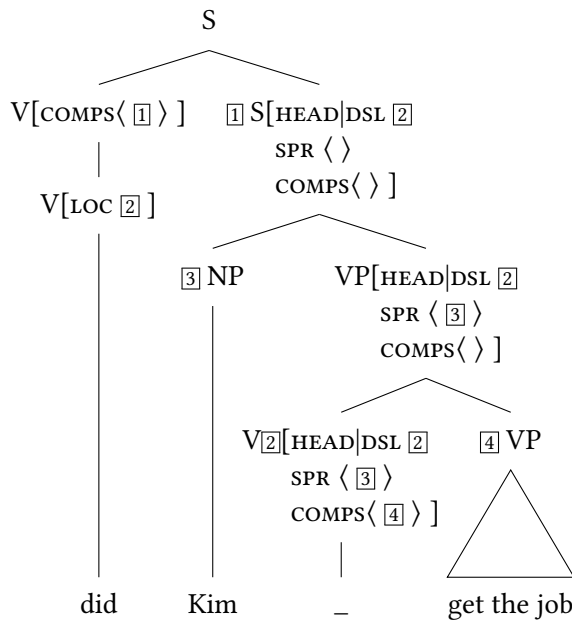 S
V[COMPS⟨ 1 ⟩ ] 1 S[HEAD|DSL 2
SPR ⟨ ⟩
COMPS⟨ ⟩ ]
V[LOC 2 ]
3 NP VP[HEAD|DSL 2
SPR ⟨ 3 ⟩
COMPS⟨ ⟩ ]
V2[HEAD|DSL 2 4 VP
SPR ⟨ 3 ⟩
COMPS⟨ 4 ⟩ ]
did Kim _ get the job